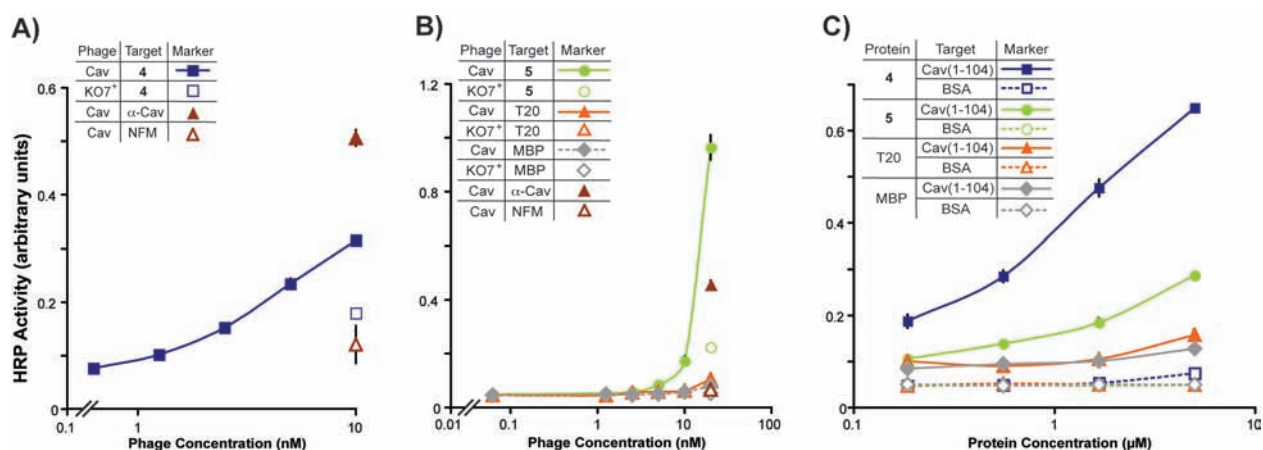 A)
Phage Target Marker
Cav 4
KO7+ 4
Cav α-Cav
Cav NFM
0.6
0.4
0.2
0
0.1 1 10
Phage Concentration (nM)
HRP Activity (arbitrary units)
B)
Phage Target Marker
Cav 5
KO7+ 5
Cav T20
KO7+ T20
Cav MBP
KO7+ MBP
Cav α-Cav
Cav NFM
1.2
0.8
0.4
0
0.01 0.1 1 10 100
Phage Concentration (nM)
C)
Protein Target Marker
4 Cav(1-104)
BSA
5 Cav(1-104)
BSA
T20 Cav(1-104)
BSA
MBP Cav(1-104)
BSA
0.6
0.4
0.2
0
0.1 1 10
Protein Concentration (µM)